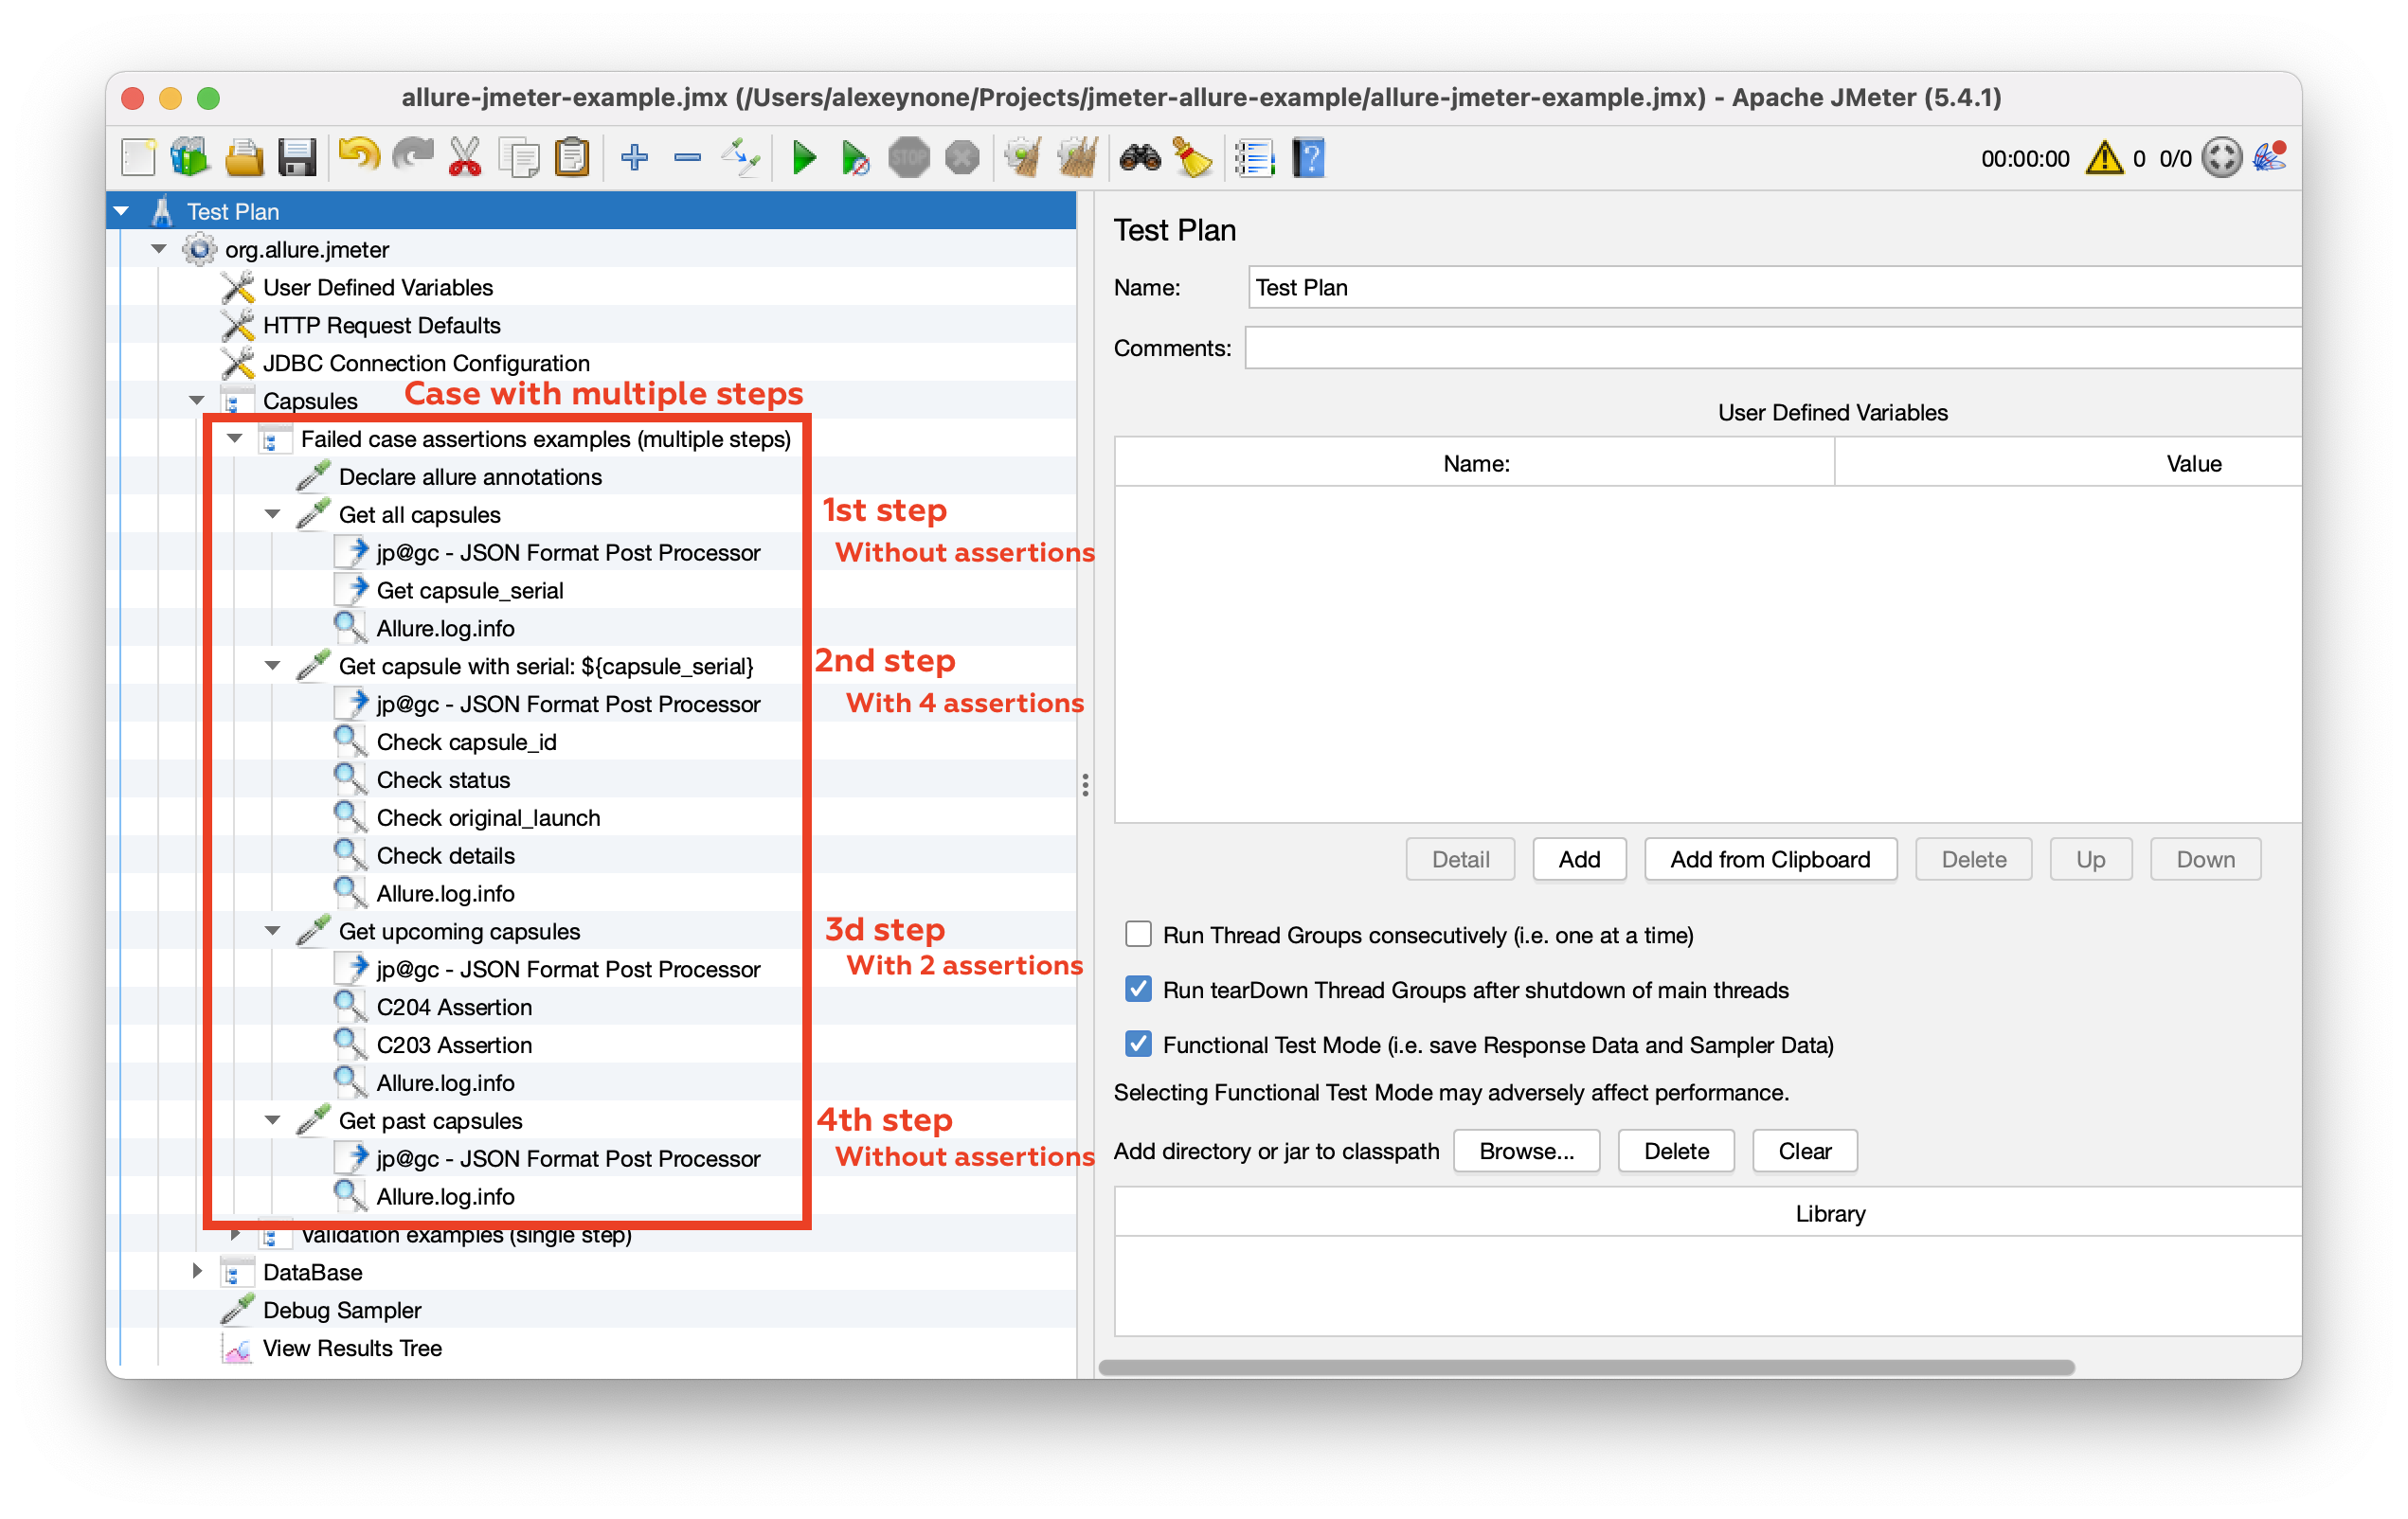 allure-jmeter-example.jmx (/Users/alexeynone/Projects/jmeter-allure-example/allure-jmeter-example.jmx) - Apache JMeter (5.4.1)
STOP
00:00:00 0 0/0
Test Plan
org.allure.jmeter
User Defined Variables
HTTP Request Defaults
JDBC Connection Configuration
Capsules
Case with multiple steps
Failed case assertions examples (multiple steps)
Declare allure annotations
Get all capsules
1st step
jp@gc - JSON Format Post Processor
Without assertions
Get capsule_serial
Allure.log.info
Get capsule with serial: ${capsule_serial}
2nd step
jp@gc - JSON Format Post Processor
With 4 assertions
Check capsule_id
Check status
Check original_launch
Check details
Allure.log.info
Get upcoming capsules
3d step
jp@gc - JSON Format Post Processor
With 2 assertions
C204 Assertion
C203 Assertion
Allure.log.info
Get past capsules
4th step
jp@gc - JSON Format Post Processor
Without assertions
Allure.log.info
Validation examples (single step)
DataBase
Debug Sampler
View Results Tree
Test Plan
Name: Test Plan
Comments:
User Defined Variables
Name: Value
Detail Add Add from Clipboard Delete Up Down
Run Thread Groups consecutively (i.e. one at a time)
Run tearDown Thread Groups after shutdown of main threads
Functional Test Mode (i.e. save Response Data and Sampler Data)
Selecting Functional Test Mode may adversely affect performance.
Add directory or jar to classpath Browse... Delete Clear
Library